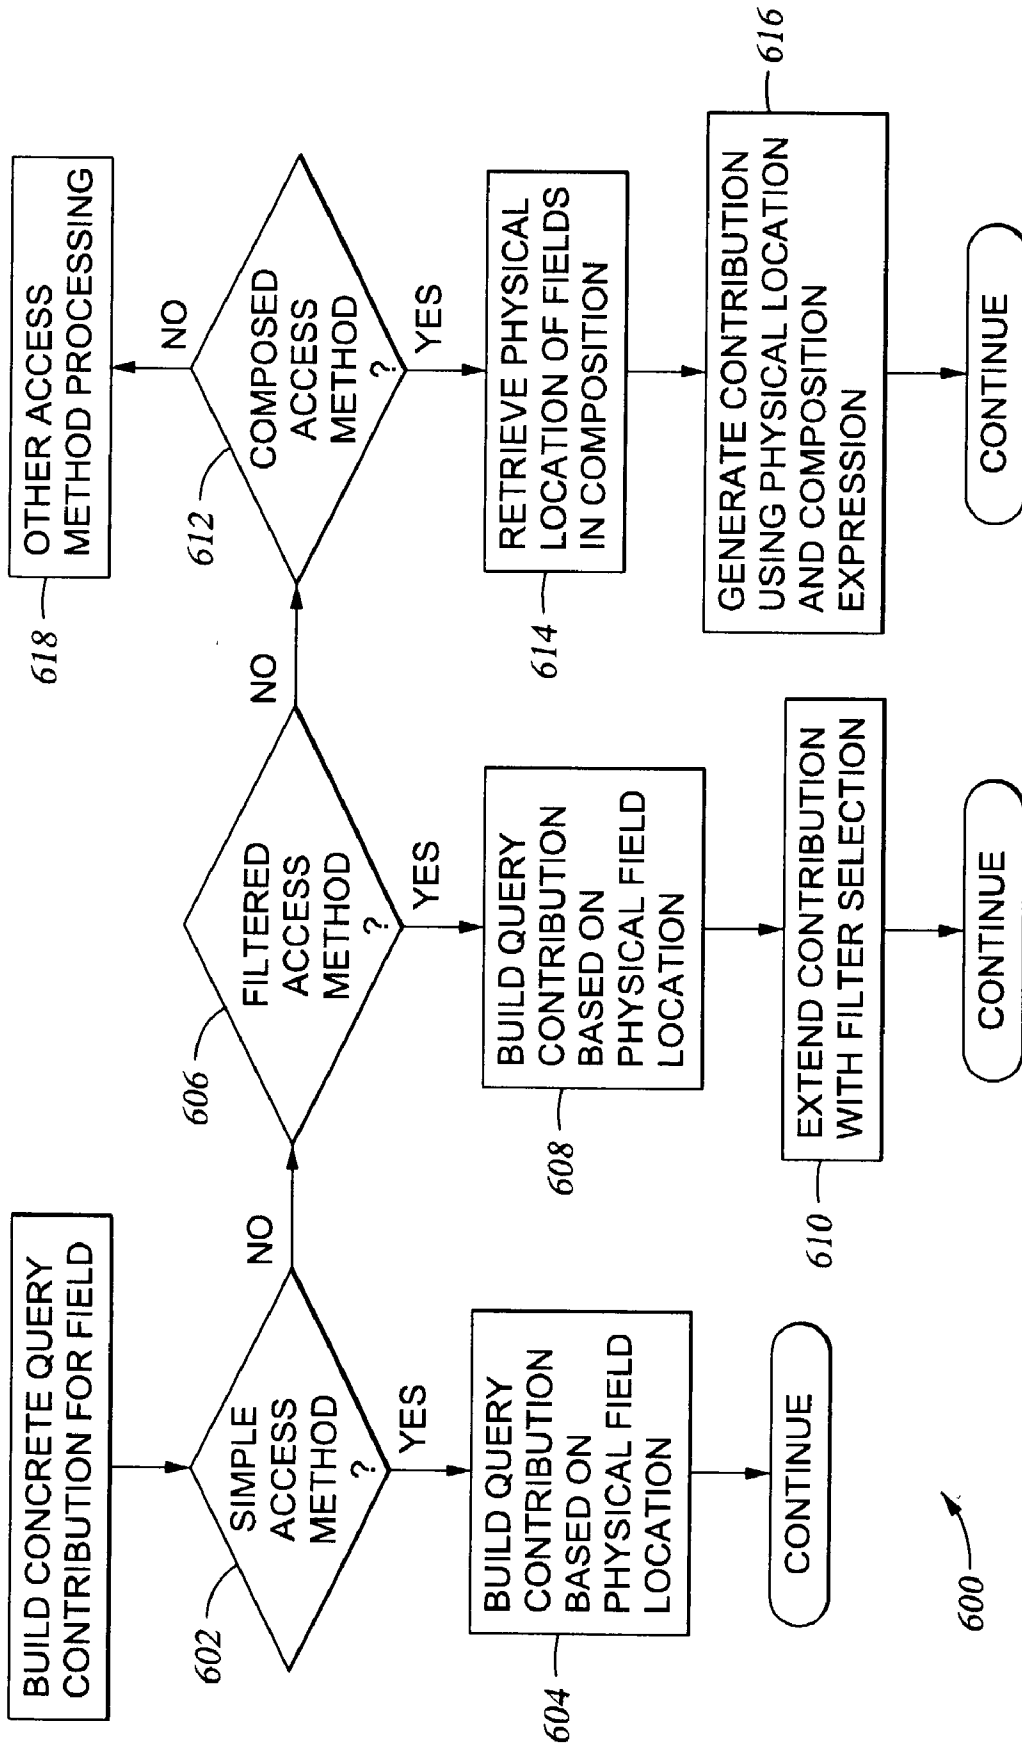 BUILD CONCRETE QUERY
CONTRIBUTION FOR FIELD
602
SIMPLE
ACCESS
METHOD
?
NO
YES
604
BUILD QUERY
CONTRIBUTION
BASED ON
PHYSICAL FIELD
LOCATION
CONTINUE
606
FILTERED
ACCESS
METHOD
?
NO
YES
608
BUILD QUERY
CONTRIBUTION
BASED ON
PHYSICAL FIELD
LOCATION
610
EXTEND CONTRIBUTION
WITH FILTER SELECTION
CONTINUE
618
OTHER ACCESS
METHOD PROCESSING
NO
612
COMPOSED
ACCESS
METHOD
?
YES
614
RETRIEVE PHYSICAL
LOCATION OF FIELDS
IN COMPOSITION
616
GENERATE CONTRIBUTION
USING PHYSICAL LOCATION
AND COMPOSITION
EXPRESSION
CONTINUE
600